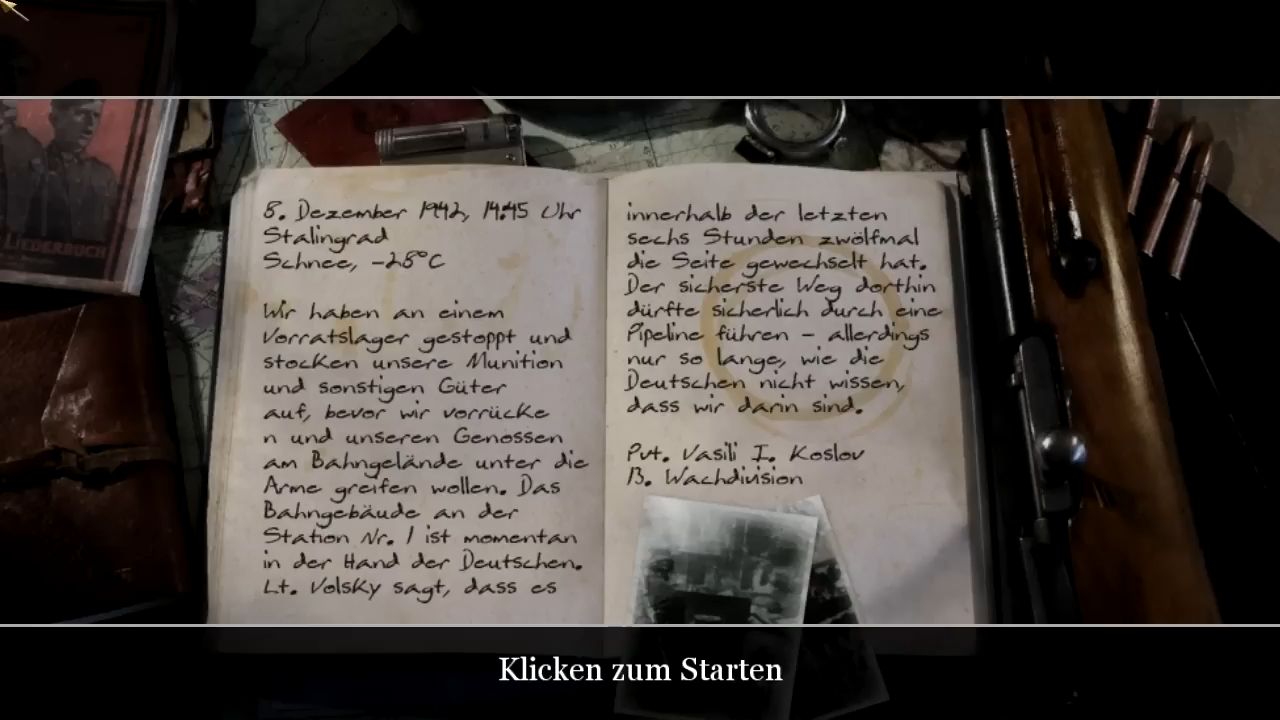 LIEDERBUCH
8. Dezember 1942, 14:45 Uhr
Stalingrad
Schnee, -28°C
Wir haben an einem
Vorratslager gestoppt und
stocken unsere Munition
und sonstigen Güter
auf, bevor wir vorrücke
n und unseren Genossen
am Bahngelände unter die
Arme greifen wollen. Das
Bahngebäude an der
Station Nr. 1 ist momentan
in der Hand der Deutschen.
Lt. Volsky sagt, dass es
innerhalb der letzten
sechs Stunden zwölfmal
die Seite gewechselt hat.
Der sicherste Weg dorthin
dürfte sicherlich durch eine
Pipeline führen - allerdings
nur so lange, wie die
Deutschen nicht wissen,
dass wir darin sind.
Pvt. Vasili I. Koslov
13. Wachdivision
Klicken zum Starten